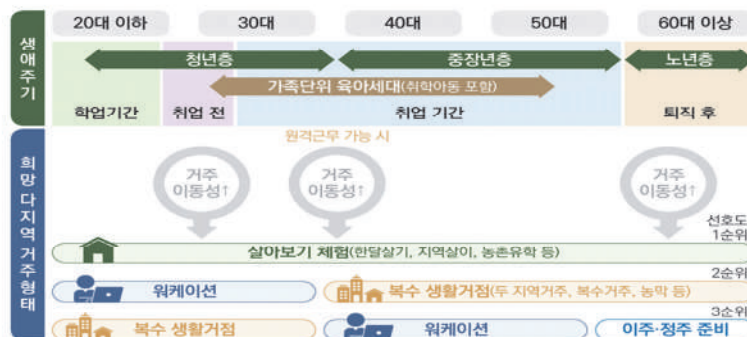 20대 이하 30대 40대 50대 60대 이상
생애주기
청년층 중장년층 노년층
가족단위 육아세대(취학아동 포함)
학업기간 취업 전 취업 기간 퇴직 후
희망 다지역 거주형태
원격근무 가능 시
거주 거주 거주
이동성↑ 이동성↑ 이동성↑
선호도
1순위
살아보기 체험(한달살기, 지역살이, 농촌유학 등)
2순위
워케이션 복수 생활거점(두 지역거주, 복수거주, 농막 등)
3순위
복수 생활거점 워케이션 이주·정주 준비